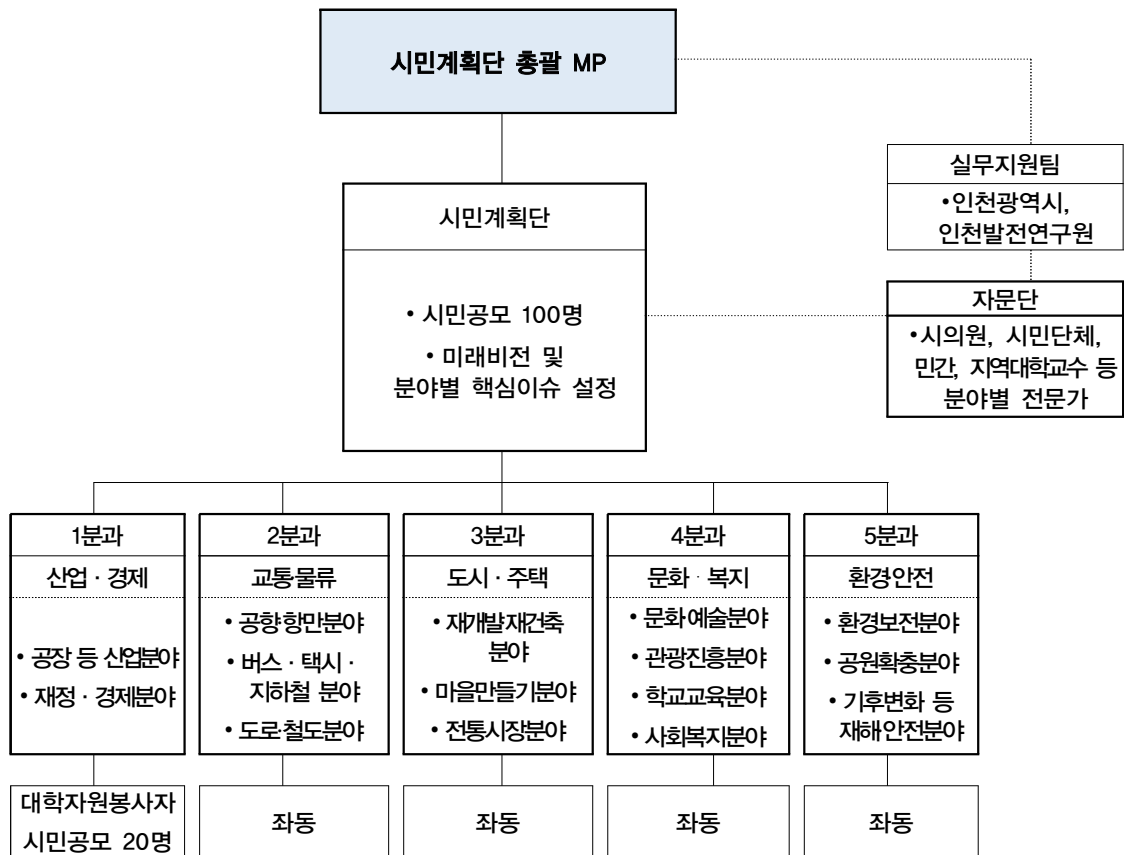 시민계획단 총괄 MP
실무지원팀
•인천광역시,
인천발전연구원
시민계획단
• 시민공모 100명
• 미래비전 및
분야별 핵심이슈 설정
자문단
•시의원, 시민단체,
민간, 지역대학교수 등
분야별 전문가
1분과
산업 · 경제
• 공장 등 산업분야
• 재정 · 경제분야
대학자원봉사자
시민공모 20명
2분과
교통·물류
• 공항·항만분야
• 버스 · 택시 ·
지하철 분야
• 도로·철도분야
좌동
3분과
도시 · 주택
• 재개발·재건축
분야
• 마을만들기분야
• 전통시장분야
좌동
4분과
문화 · 복지
• 문화·예술분야
• 관광진흥분야
• 학교교육분야
• 사회복지분야
좌동
5분과
환경·안전
• 환경보전분야
• 공원확충분야
• 기후변화 등
재해·안전분야
좌동